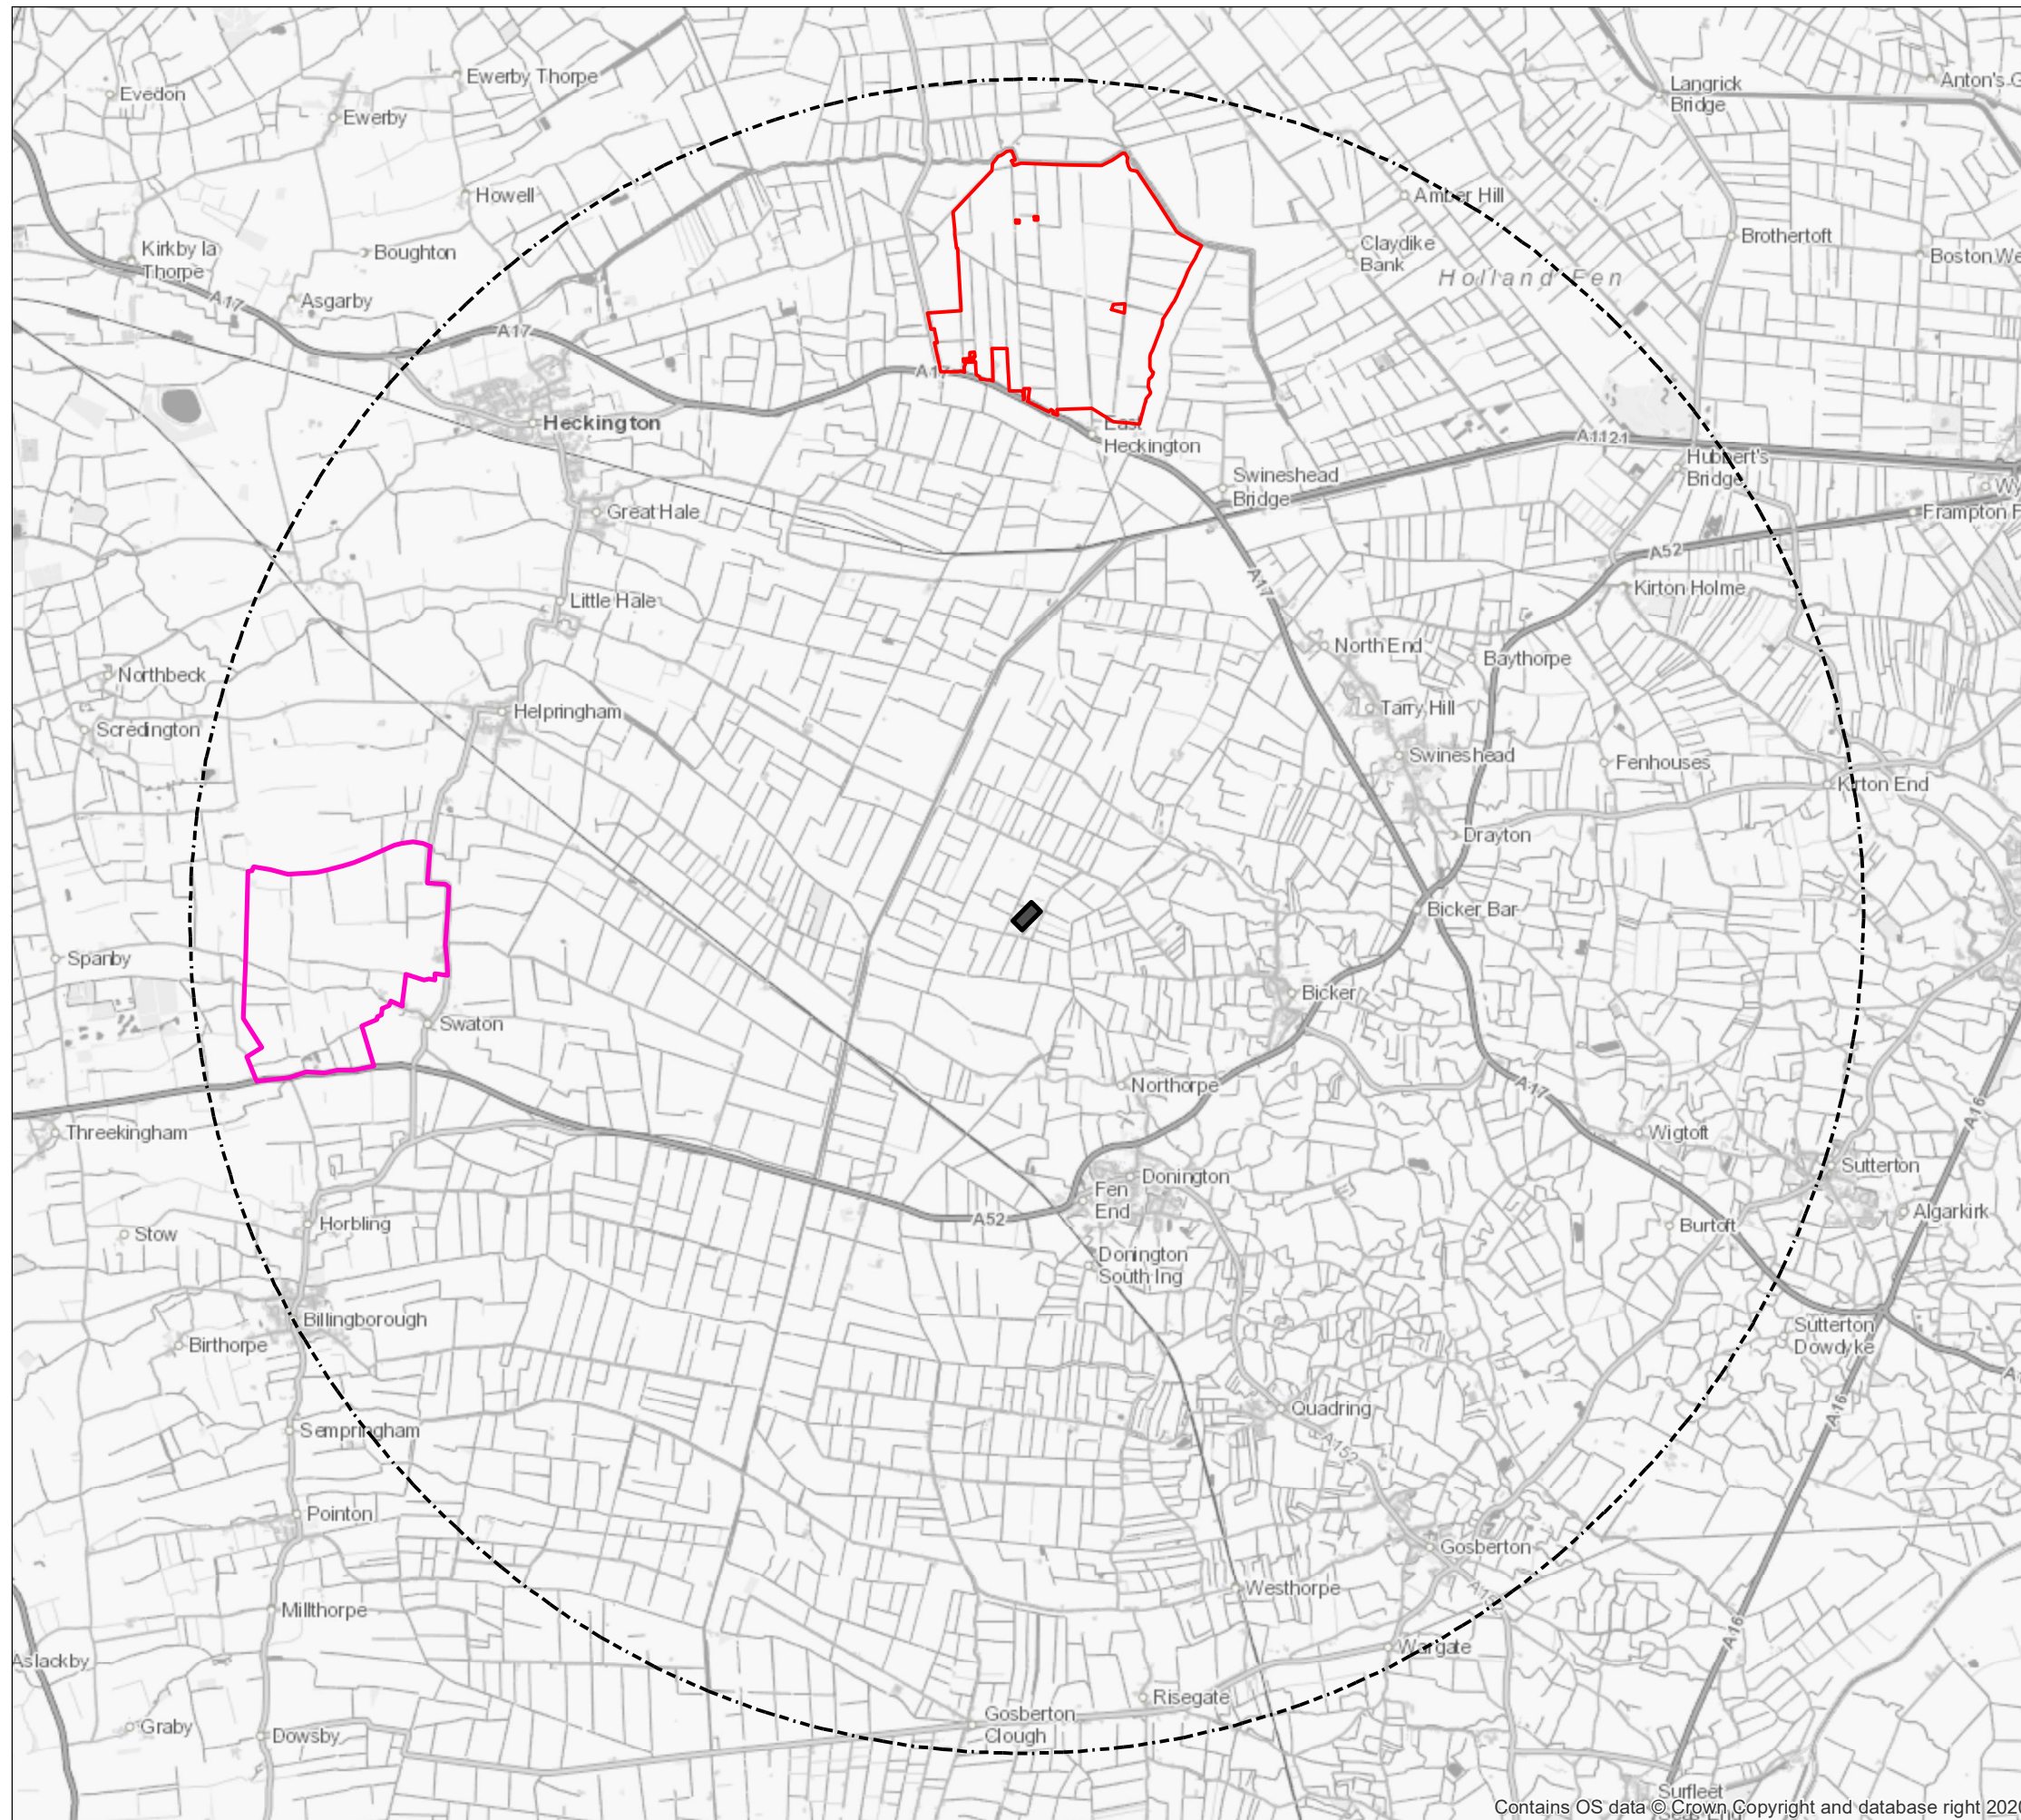 Ewerby Thorpe
Evedon
Ewerby
Langrick
Bridge
Anton's G
Howell
Amber Hill
Kirkby la
Thorpe
Boughton
Claydike
Bank
Brothertoft
Boston We
Holland Fen
Asgarby
A17
A17
A17
Heckington
East
Heckington
A1121
Hubbert's
Bridge
Swineshead
Bridge
Wy
Great Hale
Frampton F
A52
A17
Kirton Holme
Little Hale
North End
Baythorpe
Northbeck
Helpringham
Tarry Hill
Scredington
Swineshead
Fenhouses
Kirton End
Drayton
Bicker Bar
Spanby
Bicker
Swaton
Northorpe
A17
A16
Threekingham
Wigtoft
Sutterton
Donington
Fen
End
A52
Horbling
Stow
Burtoft
Algarkirk
Donington
South Ing
Billingborough
Birthorpe
Sutterton
Dowdyke
A1
Quadring
A16
Sempringham
A152
Pointon
Gosberton
Westhorpe
A15
Millthorpe
A16
Wargate
Aslackby
Risegate
Gosberton
Clough
Graby
Dowsby
Surfleet
Seas End
Contains OS data © Crown Copyright and database right 2020